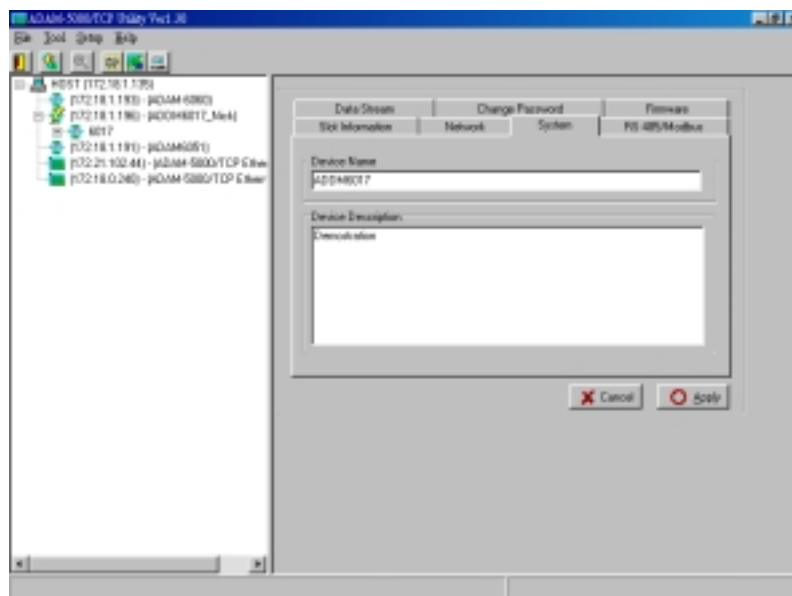 ADAM-5000/TCP Utility Ver1.30
File Tool Setup Help
HOST (172.18.1.135)
(172.18.1.193) - (ADAM-6060)
(172.18.1.196) - (ADDH6017_Mark)
6017
(172.18.1.191) - (ADAM6051)
(172.21.102.44) - (ADAM-5000/TCP Ether
(172.18.0.248) - (ADAM-5000/TCP Ether
Data Stream Change Password Firmware
Slot Information Network System RS-485/Modbus
Device Name
ADDH6017
Device Description
Demostration
Cancel Apply